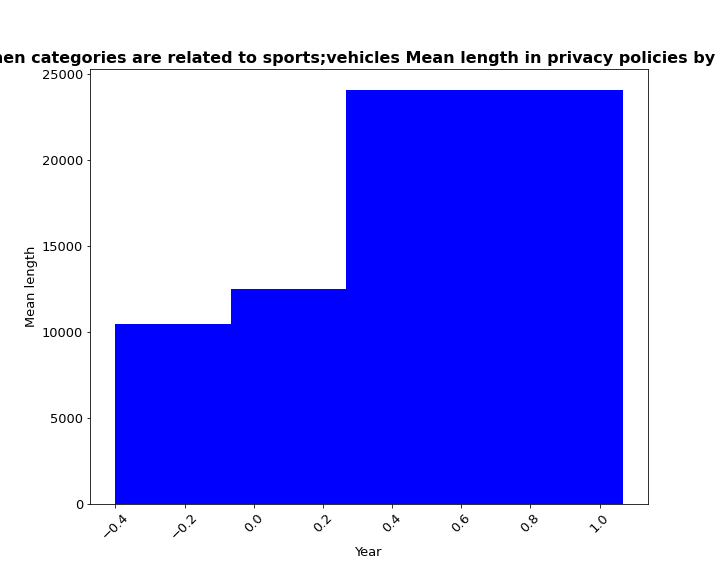 categories are related to sports;vehicles Mean length in privacy policies by
25000
20000
15000
10000
5000
0
Mean length
−0.4 −0.2 0.0 0.2 0.4 0.6 0.8 1.0
Year